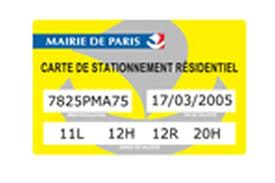 MAIRIE DE PARIS
CARTE DE STATIONNEMENT RÉSIDENTIEL
7825PMA75 17/03/2005
11L 12H 12R 20H